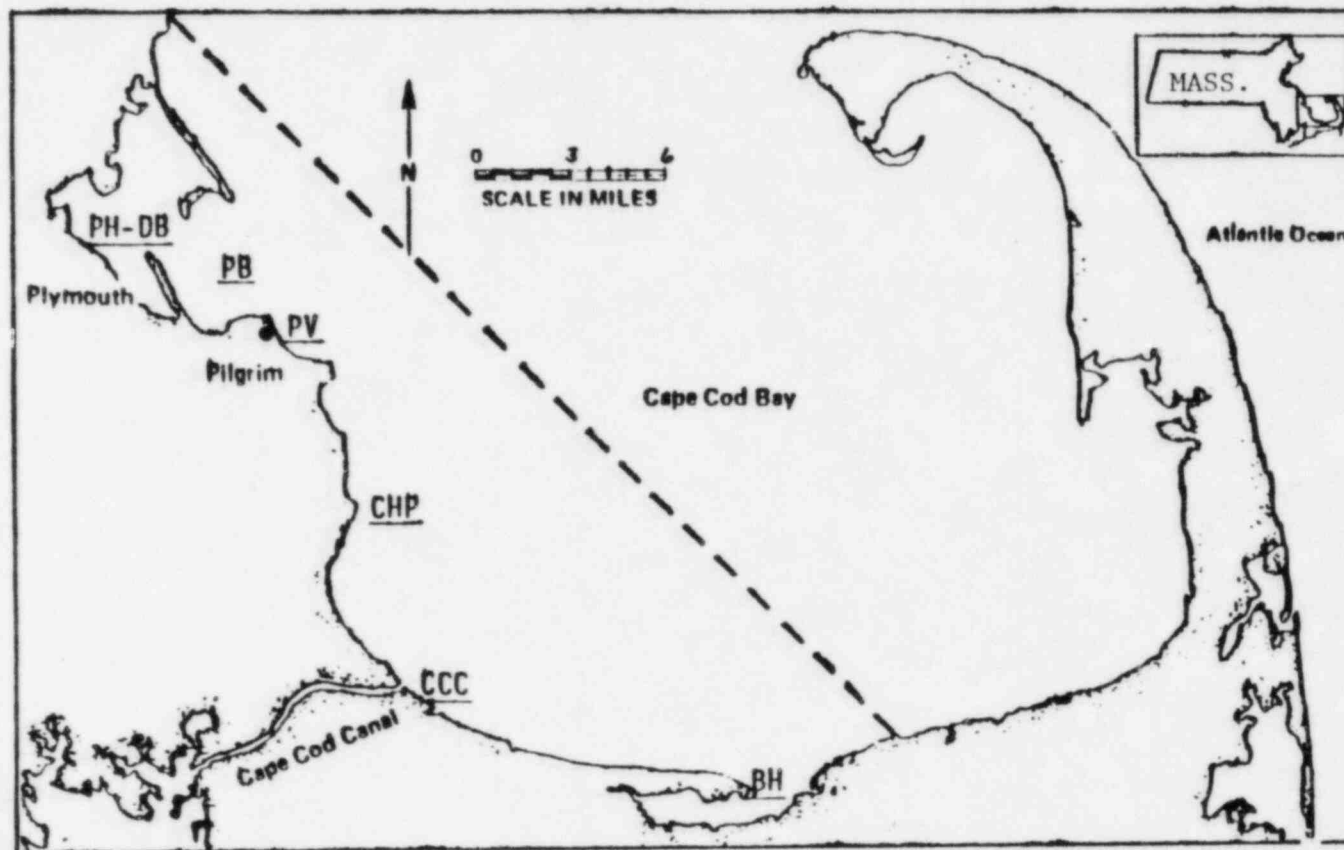 MASS.
N
0 3 6
SCALE IN MILES
PH-DB
PB
Atlantic Ocean
Plymouth
PV
Pilgrim
Cape Cod Bay
CHP
CCC
Cape Cod Canal
BH